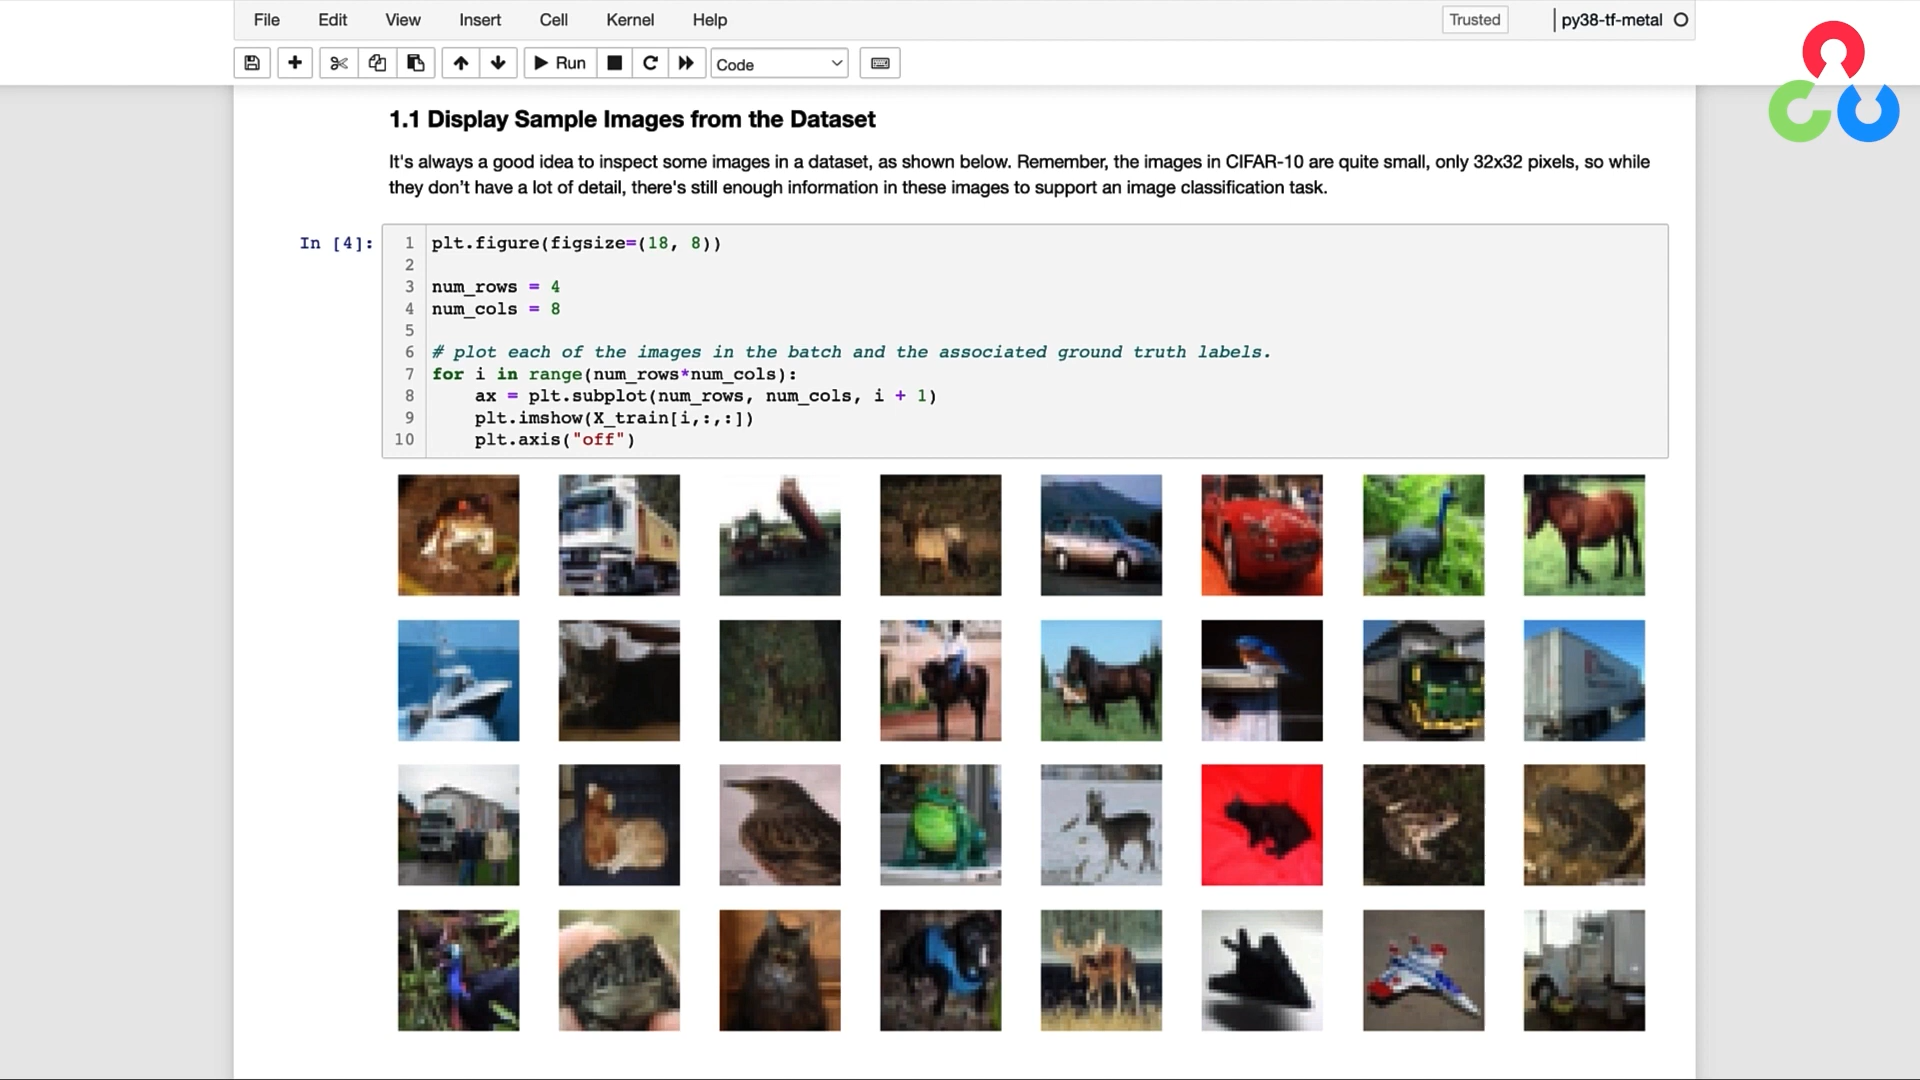 File Edit View Insert Cell Kernel Help Trusted py38-tf-metal
Run Code
1.1 Display Sample Images from the Dataset
It's always a good idea to inspect some images in a dataset, as shown below. Remember, the images in CIFAR-10 are quite small, only 32x32 pixels, so while
they don't have a lot of detail, there's still enough information in these images to support an image classification task.
In [4]: 1 plt.figure(figsize=(18, 8))
2
3 num_rows = 4
4 num_cols = 8
5
6 # plot each of the images in the batch and the associated ground truth labels.
7 for i in range(num_rows*num_cols):
8 ax = plt.subplot(num_rows, num_cols, i + 1)
9 plt.imshow(X_train[i,:,:])
10 plt.axis("off")